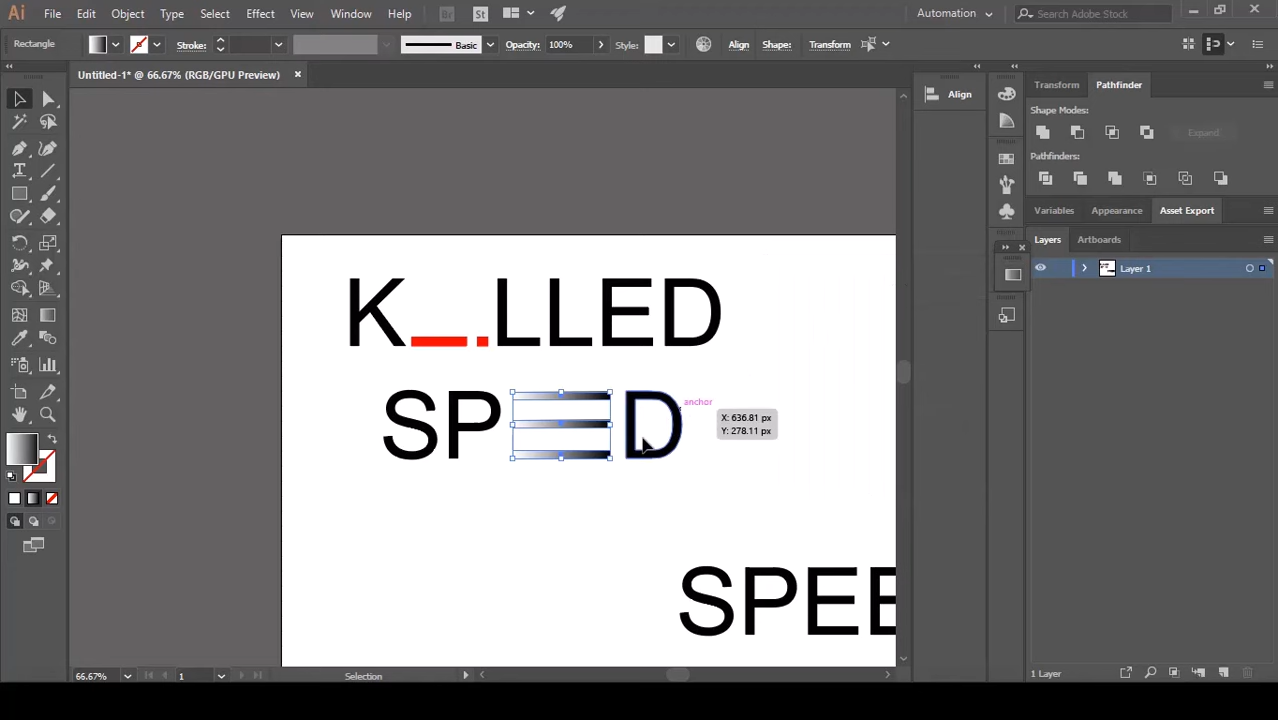 Ai File Edit Object Type Select Effect View Window Help Br St Automation Search Adobe Stock
Rectangle Stroke: Basic Opacity: 100% Style: Align Shape: Transform
Untitled-1* @ 66.67% (RGB/GPU Preview)
Align
Transform Pathfinder
Shape Modes:
Expand
Pathfinders:
Variables Appearance Asset Export
Layers Artboards
Layer 1
K .LLED
SP D
anchor
X: 636.81 px
Y: 278.11 px
SPEE
66.67% 1 Selection
1 Layer